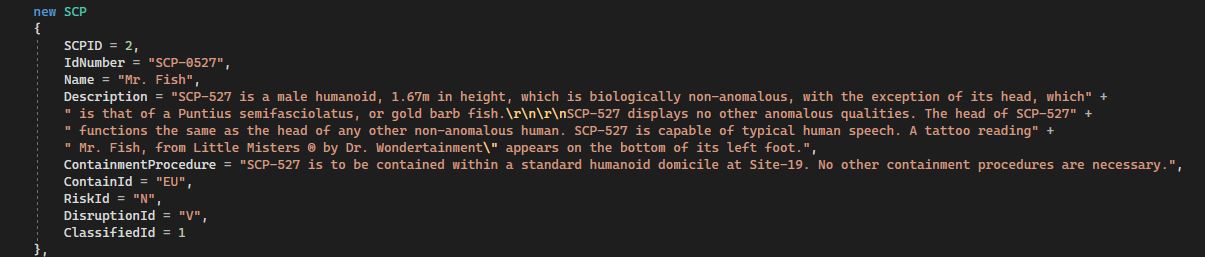 new SCP
{
SCPID = 2,
IdNumber = "SCP-0527",
Name = "Mr. Fish",
Description = "SCP-527 is a male humanoid, 1.67m in height, which is biologically non-anomalous, with the exception of its head, which" +
" is that of a Puntius semifasciolatus, or gold barb fish.\r\n\r\nSCP-527 displays no other anomalous qualities. The head of SCP-527" +
" functions the same as the head of any other non-anomalous human. SCP-527 is capable of typical human speech. A tattoo reading" +
" Mr. Fish, from Little Misters ® by Dr. Wondertainment\" appears on the bottom of its left foot.",
ContainmentProcedure = "SCP-527 is to be contained within a standard humanoid domicile at Site-19. No other containment procedures are necessary.",
ContainId = "EU",
RiskId = "N",
DisruptionId = "V",
ClassifiedId = 1
},